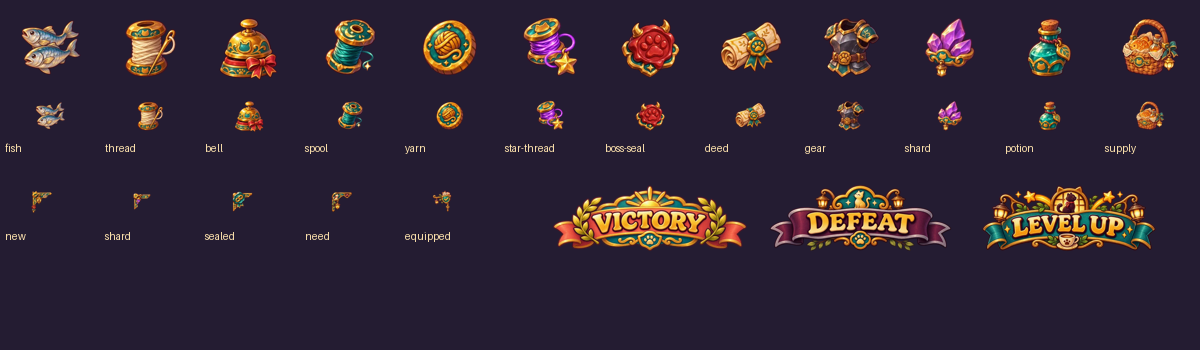 fish thread bell spool yarn star-thread boss-seal deed gear shard potion supply
new shard sealed need equipped
VICTORY DEFEAT LEVEL UP